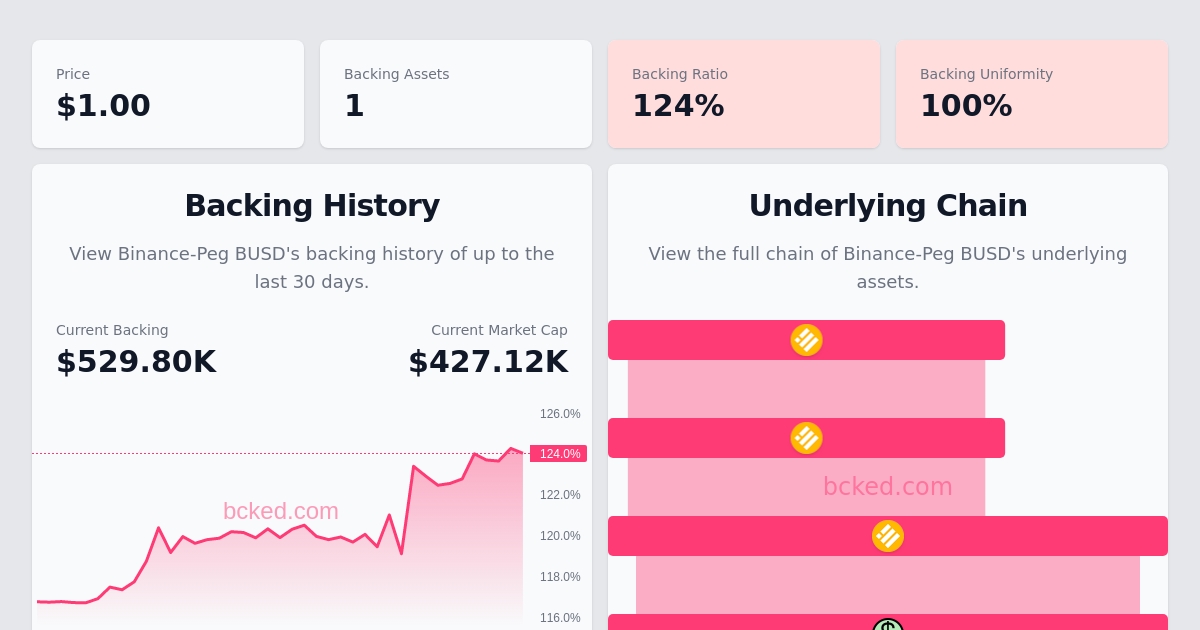 Price
$1.00
Backing Assets
1
Backing Ratio
124%
Backing Uniformity
100%
Backing History
View Binance-Peg BUSD's backing history of up to the
last 30 days.
Current Backing
$529.80K
Current Market Cap
$427.12K
126.0%
124.0%
122.0%
120.0%
118.0%
116.0%
bcked.com
Underlying Chain
View the full chain of Binance-Peg BUSD's underlying
assets.
bcked.com
$